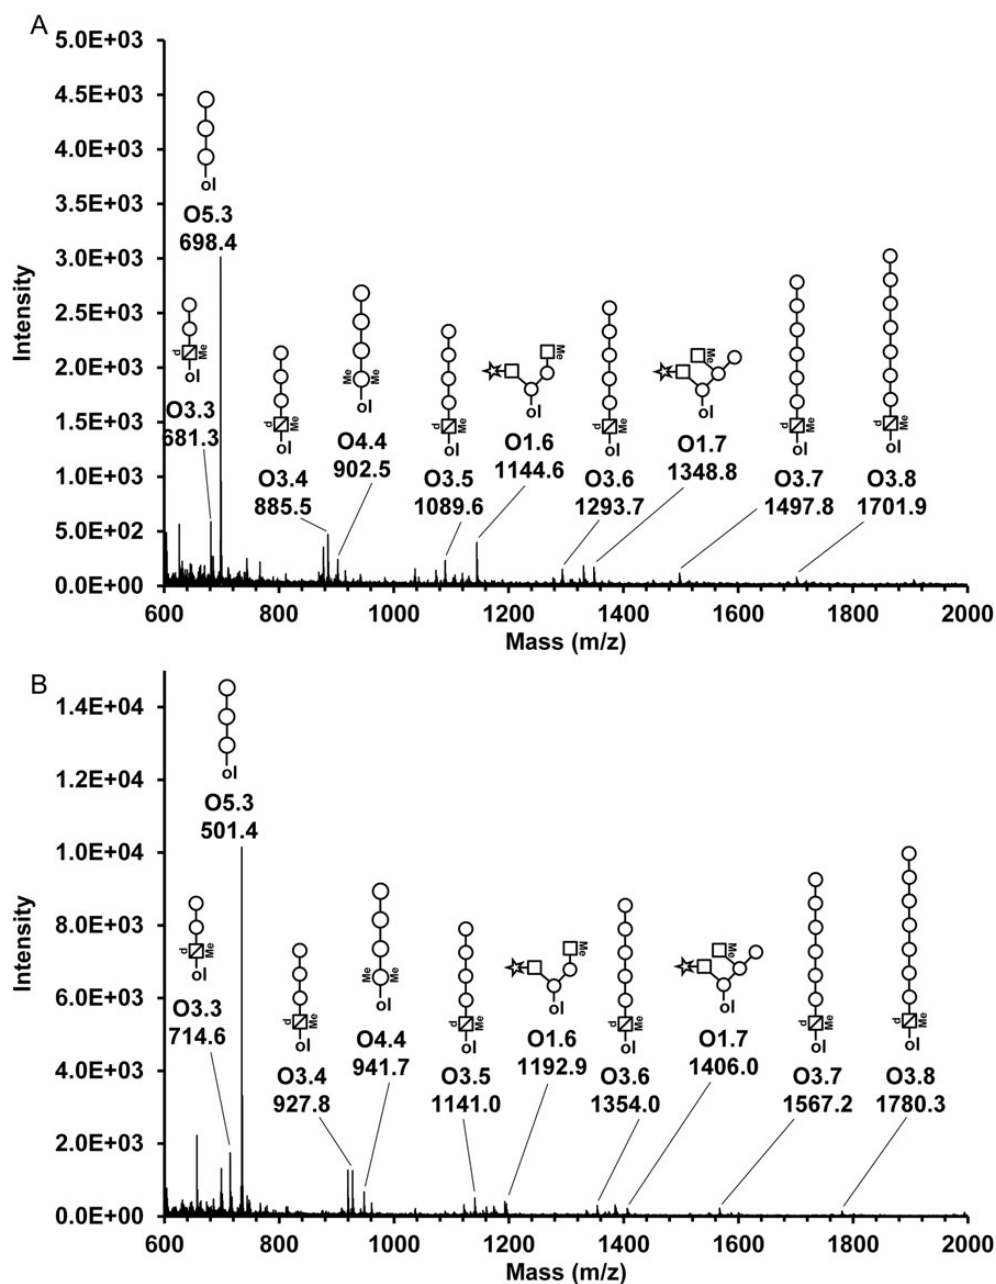 A
5.0E+03
4.5E+03
4.0E+03
3.5E+03
3.0E+03
2.5E+03
2.0E+03
1.5E+03
1.0E+03
5.0E+02
0.0E+00
Intensity
600 800 1000 1200 1400 1600 1800 2000
Mass (m/z)
ol
O5.3
698.4
d Me
ol
O3.3
681.3
d Me
ol
O3.4
885.5
Me Me
ol
O4.4
902.5
d Me
ol
O3.5
1089.6
Me
ol
O1.6
1144.6
d Me
ol
O3.6
1293.7
Me
ol
O1.7
1348.8
d Me
ol
O3.7
1497.8
d Me
ol
O3.8
1701.9
B
1.4E+04
1.2E+04
1.0E+04
8.0E+03
6.0E+03
4.0E+03
2.0E+03
0.0E+00
Intensity
600 800 1000 1200 1400 1600 1800 2000
Mass (m/z)
ol
O5.3
501.4
d Me
ol
O3.3
714.6
d Me
ol
O3.4
927.8
Me Me
ol
O4.4
941.7
d Me
ol
O3.5
1141.0
Me
ol
O1.6
1192.9
d Me
ol
O3.6
1354.0
Me
ol
O1.7
1406.0
d Me
ol
O3.7
1567.2
d Me
ol
O3.8
1780.3